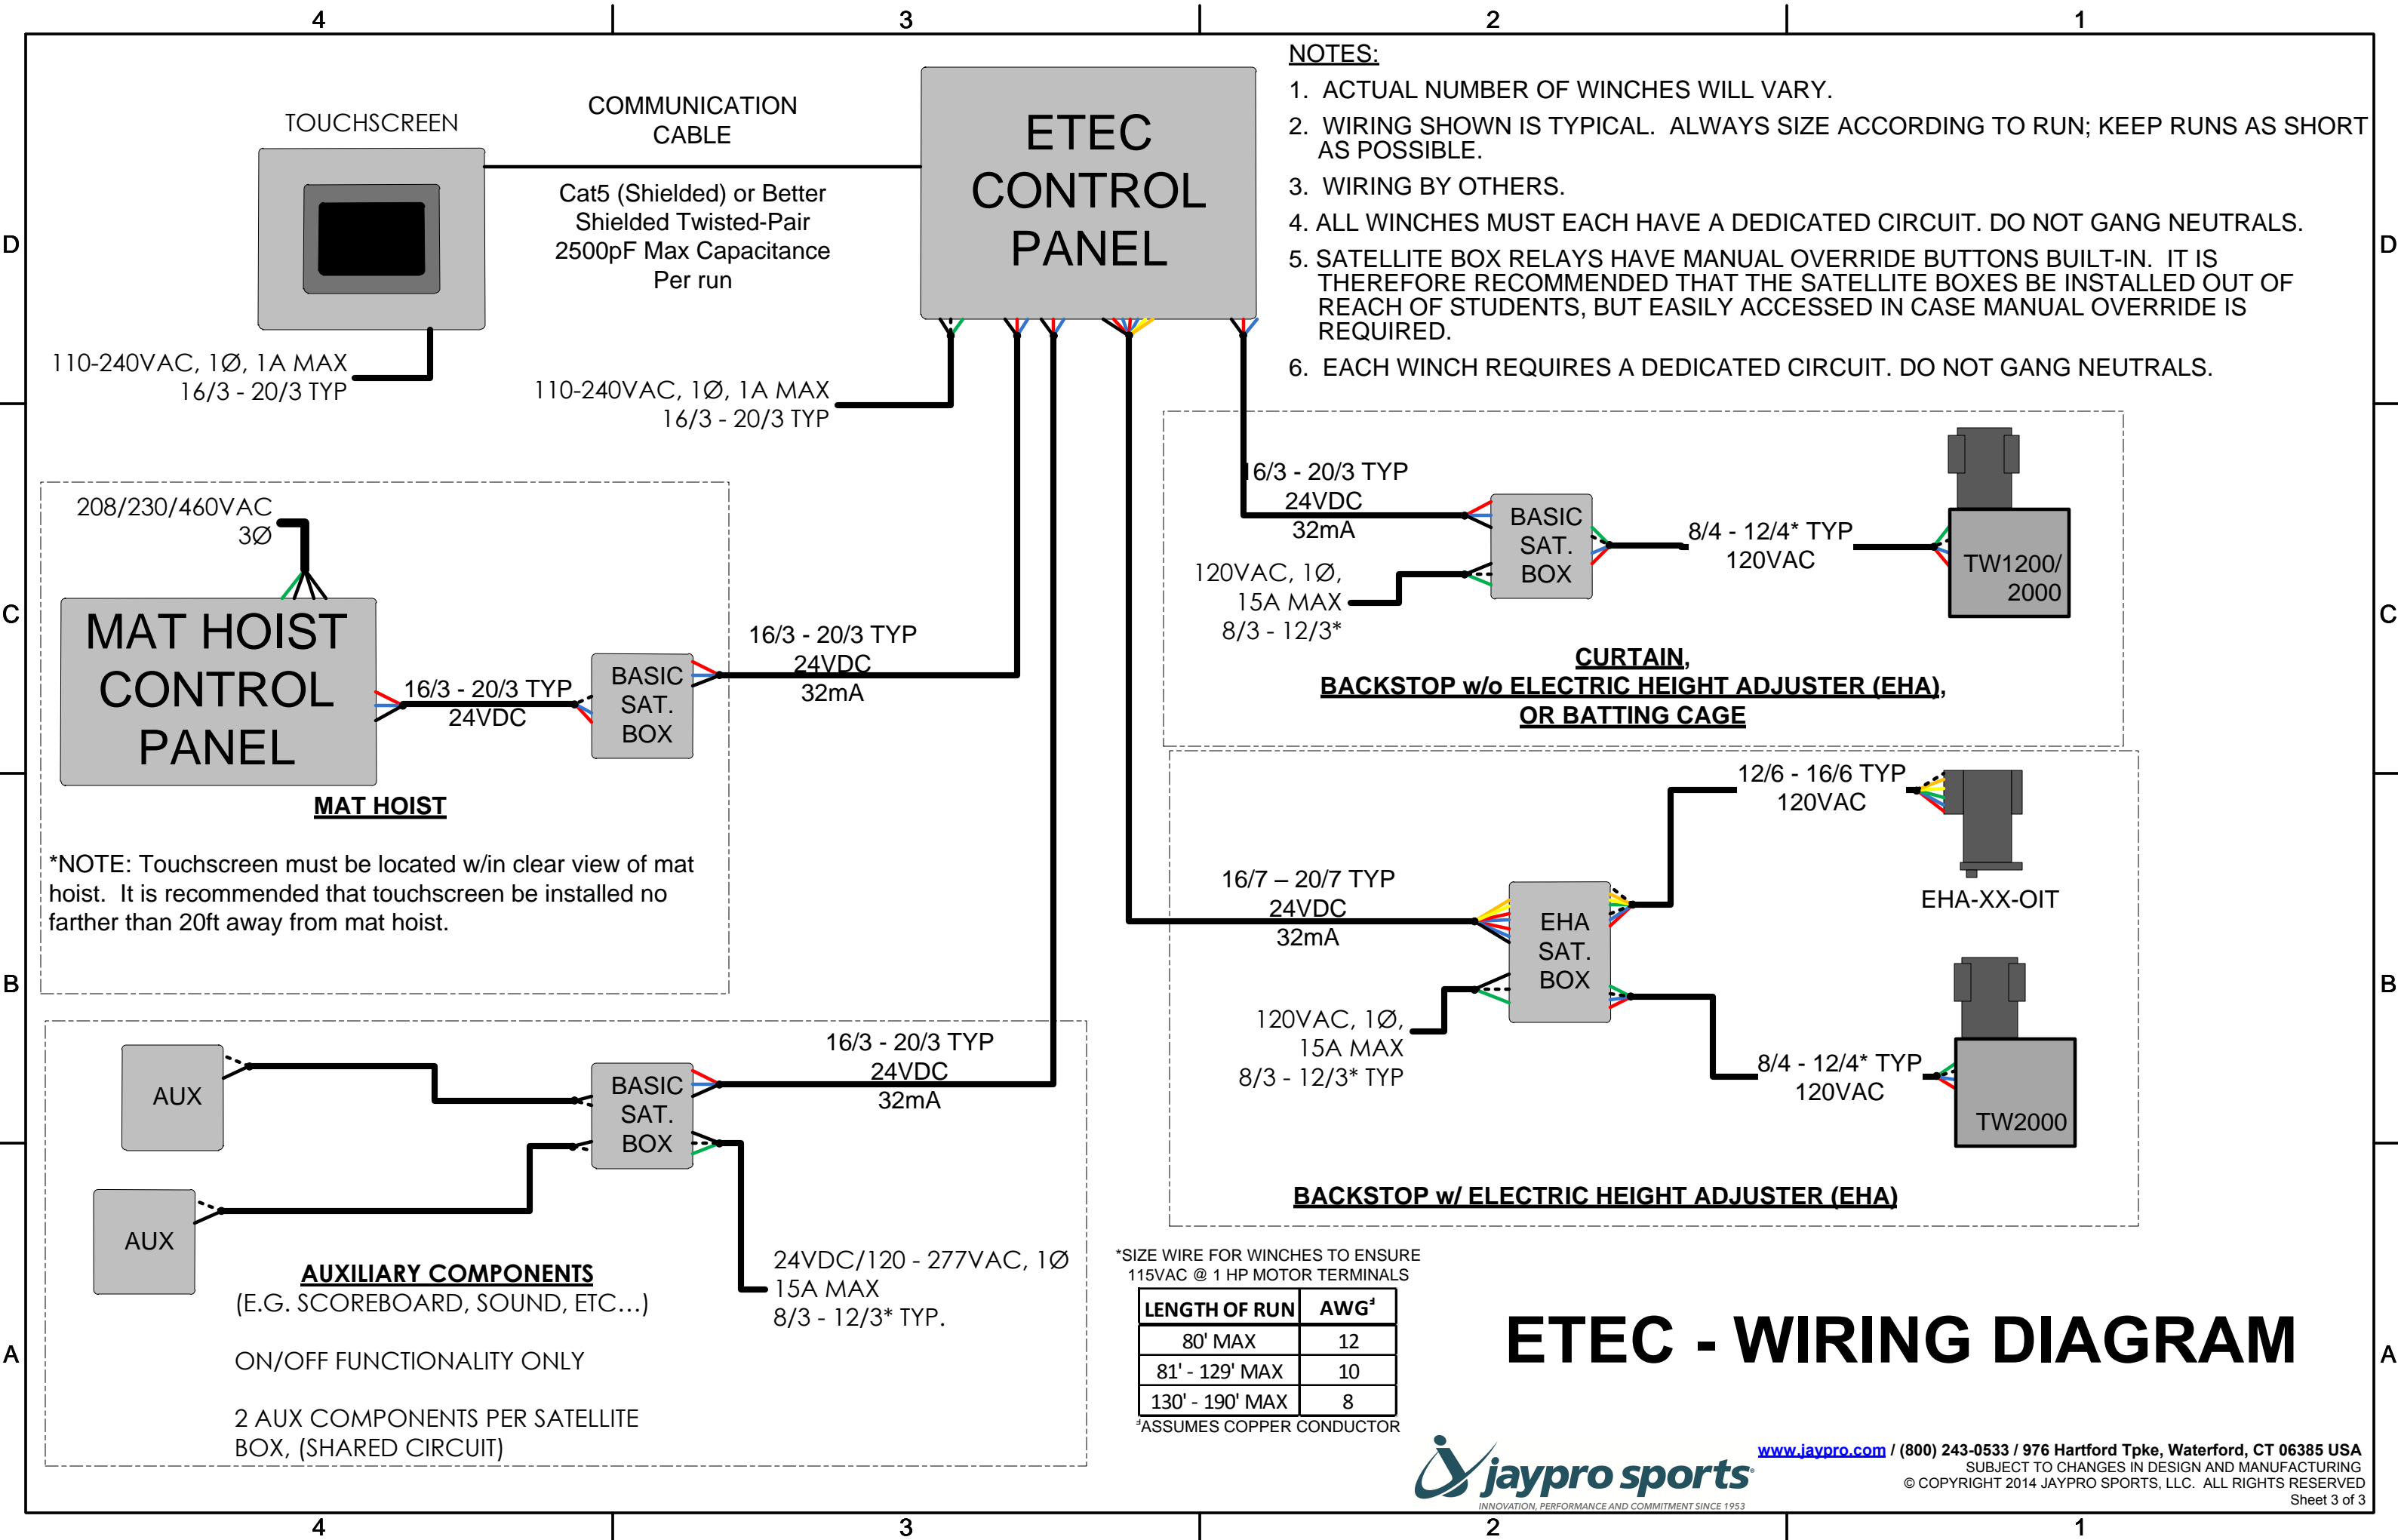 4
3
2
1
D
C
B
A
D
C
B
A
TOUCHSCREEN
COMMUNICATION
CABLE
Cat5 (Shielded) or Better
Shielded Twisted-Pair
2500pF Max Capacitance
Per run
110-240VAC, 1Ø, 1A MAX
16/3 - 20/3 TYP
ETEC
CONTROL
PANEL
110-240VAC, 1Ø, 1A MAX
16/3 - 20/3 TYP
NOTES:
1. ACTUAL NUMBER OF WINCHES WILL VARY.
2. WIRING SHOWN IS TYPICAL. ALWAYS SIZE ACCORDING TO RUN; KEEP RUNS AS SHORT
AS POSSIBLE.
3. WIRING BY OTHERS.
4. ALL WINCHES MUST EACH HAVE A DEDICATED CIRCUIT. DO NOT GANG NEUTRALS.
5. SATELLITE BOX RELAYS HAVE MANUAL OVERRIDE BUTTONS BUILT-IN. IT IS
THEREFORE RECOMMENDED THAT THE SATELLITE BOXES BE INSTALLED OUT OF
REACH OF STUDENTS, BUT EASILY ACCESSED IN CASE MANUAL OVERRIDE IS
REQUIRED.
6. EACH WINCH REQUIRES A DEDICATED CIRCUIT. DO NOT GANG NEUTRALS.
208/230/460VAC
3Ø
MAT HOIST
CONTROL
PANEL
16/3 - 20/3 TYP
24VDC
BASIC
SAT.
BOX
16/3 - 20/3 TYP
24VDC
32mA
MAT HOIST
*NOTE: Touchscreen must be located w/in clear view of mat
hoist. It is recommended that touchscreen be installed no
farther than 20ft away from mat hoist.
16/3 - 20/3 TYP
24VDC
32mA
120VAC, 1Ø,
15A MAX
8/3 - 12/3*
BASIC
SAT.
BOX
8/4 - 12/4* TYP
120VAC
TW1200/
2000
CURTAIN,
BACKSTOP w/o ELECTRIC HEIGHT ADJUSTER (EHA),
OR BATTING CAGE
12/6 - 16/6 TYP
120VAC
EHA-XX-OIT
16/7 – 20/7 TYP
24VDC
32mA
EHA
SAT.
BOX
120VAC, 1Ø,
15A MAX
8/3 - 12/3* TYP
8/4 - 12/4* TYP
120VAC
TW2000
BACKSTOP w/ ELECTRIC HEIGHT ADJUSTER (EHA)
AUX
AUX
BASIC
SAT.
BOX
16/3 - 20/3 TYP
24VDC
32mA
24VDC/120 - 277VAC, 1Ø
15A MAX
8/3 - 12/3* TYP.
AUXILIARY COMPONENTS
(E.G. SCOREBOARD, SOUND, ETC...)
ON/OFF FUNCTIONALITY ONLY
2 AUX COMPONENTS PER SATELLITE
BOX, (SHARED CIRCUIT)
*SIZE WIRE FOR WINCHES TO ENSURE
115VAC @ 1 HP MOTOR TERMINALS
LENGTH OF RUN AWGⱻ
80' MAX 12
81' - 129' MAX 10
130' - 190' MAX 8
ⱻASSUMES COPPER CONDUCTOR
ETEC - WIRING DIAGRAM
jaypro sports
INNOVATION, PERFORMANCE AND COMMITMENT SINCE 1953
www.jaypro.com / (800) 243-0533 / 976 Hartford Tpke, Waterford, CT 06385 USA
SUBJECT TO CHANGES IN DESIGN AND MANUFACTURING
© COPYRIGHT 2014 JAYPRO SPORTS, LLC. ALL RIGHTS RESERVED
Sheet 3 of 3
4
3
2
1